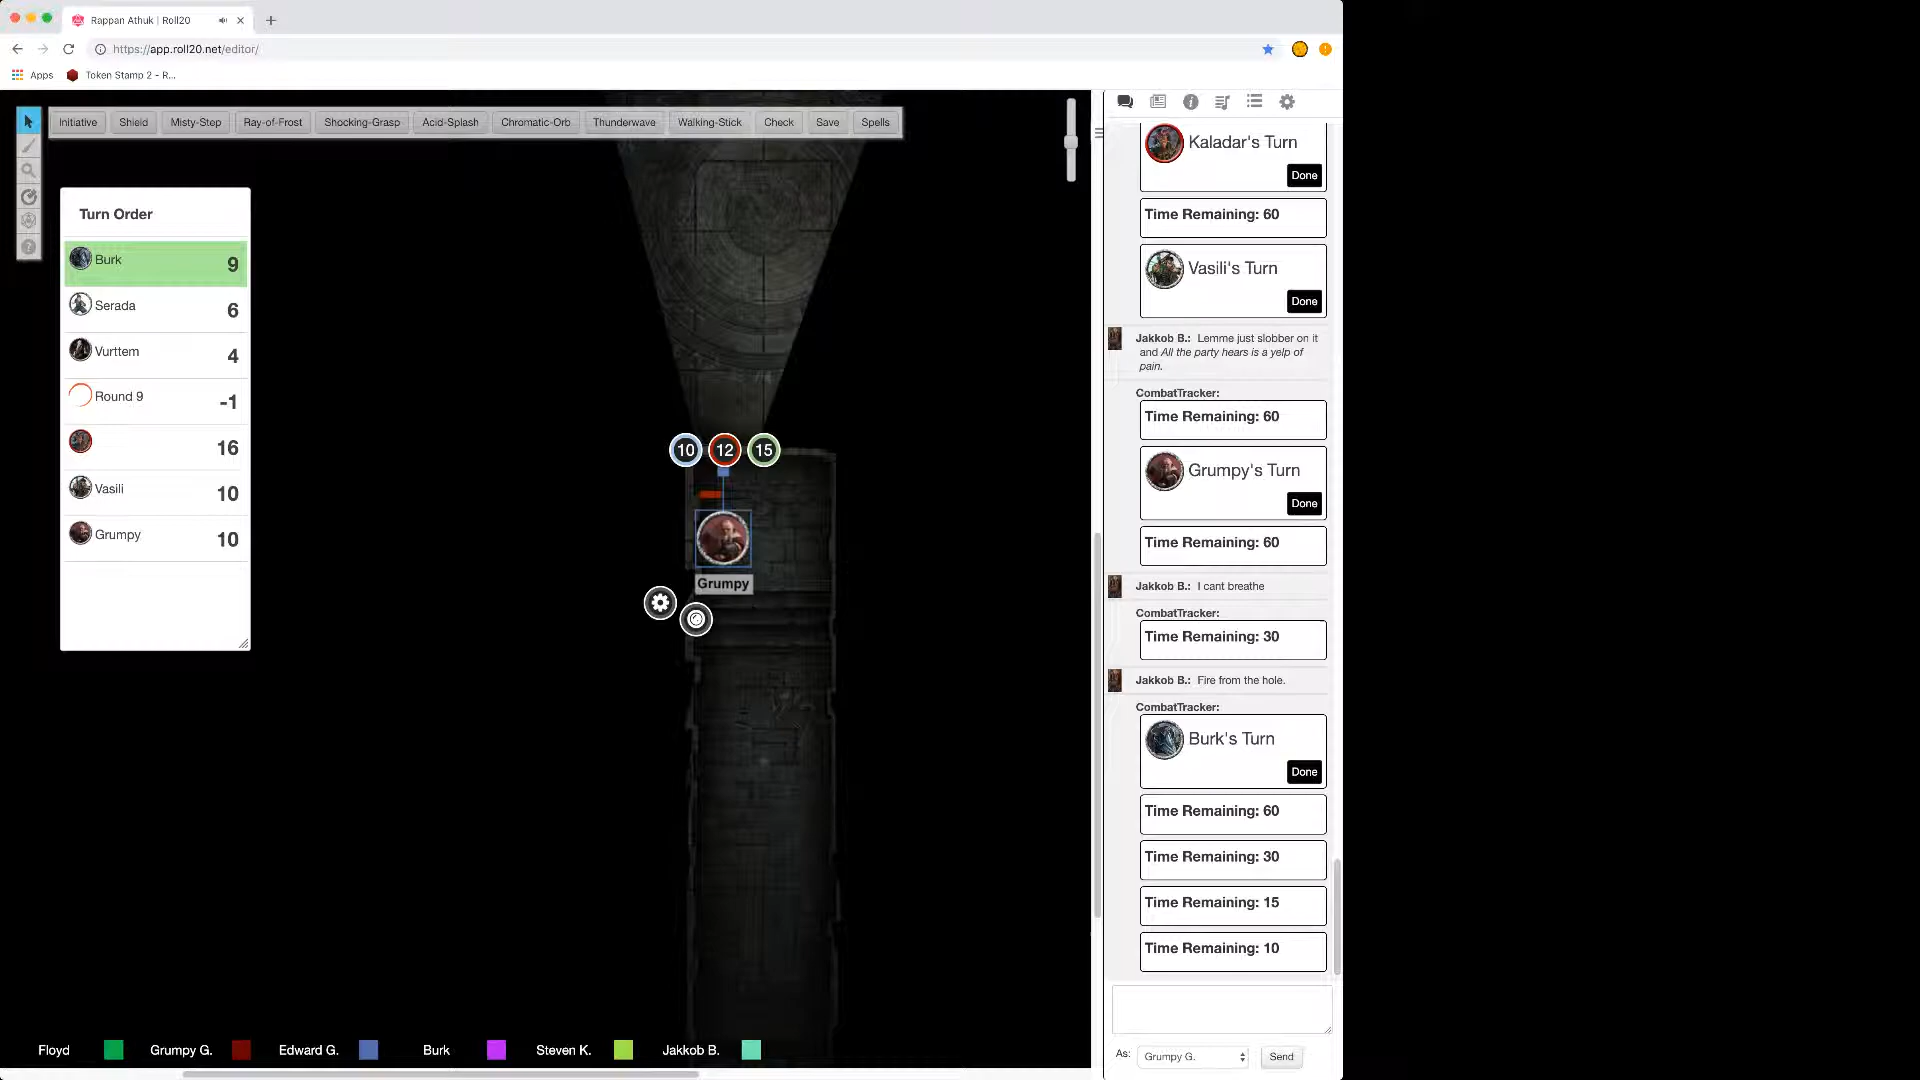 Rappan Athuk | Roll20
https://app.roll20.net/editor/
Apps
Token Stamp 2 - R...
Initiative
Shield
Misty-Step
Ray-of-Frost
Shocking-Grasp
Acid-Splash
Chromatic-Orb
Thunderwave
Walking-Stick
Check
Save
Spells
Turn Order
Burk 9
Serada 6
Vurttem 4
Round 9 -1
16
Vasili 10
Grumpy 10
10 12 15
Grumpy
Kaladar's Turn
Done
Time Remaining: 60
Vasili's Turn
Done
Jakkob B.: Lemme just slobber on it
and All the party hears is a yelp of
pain.
CombatTracker:
Time Remaining: 60
Grumpy's Turn
Done
Time Remaining: 60
Jakkob B.: I cant breathe
CombatTracker:
Time Remaining: 30
Jakkob B.: Fire from the hole.
CombatTracker:
Burk's Turn
Done
Time Remaining: 60
Time Remaining: 30
Time Remaining: 15
Time Remaining: 10
As: Grumpy G. Send
Floyd
Grumpy G.
Edward G.
Burk
Steven K.
Jakkob B.